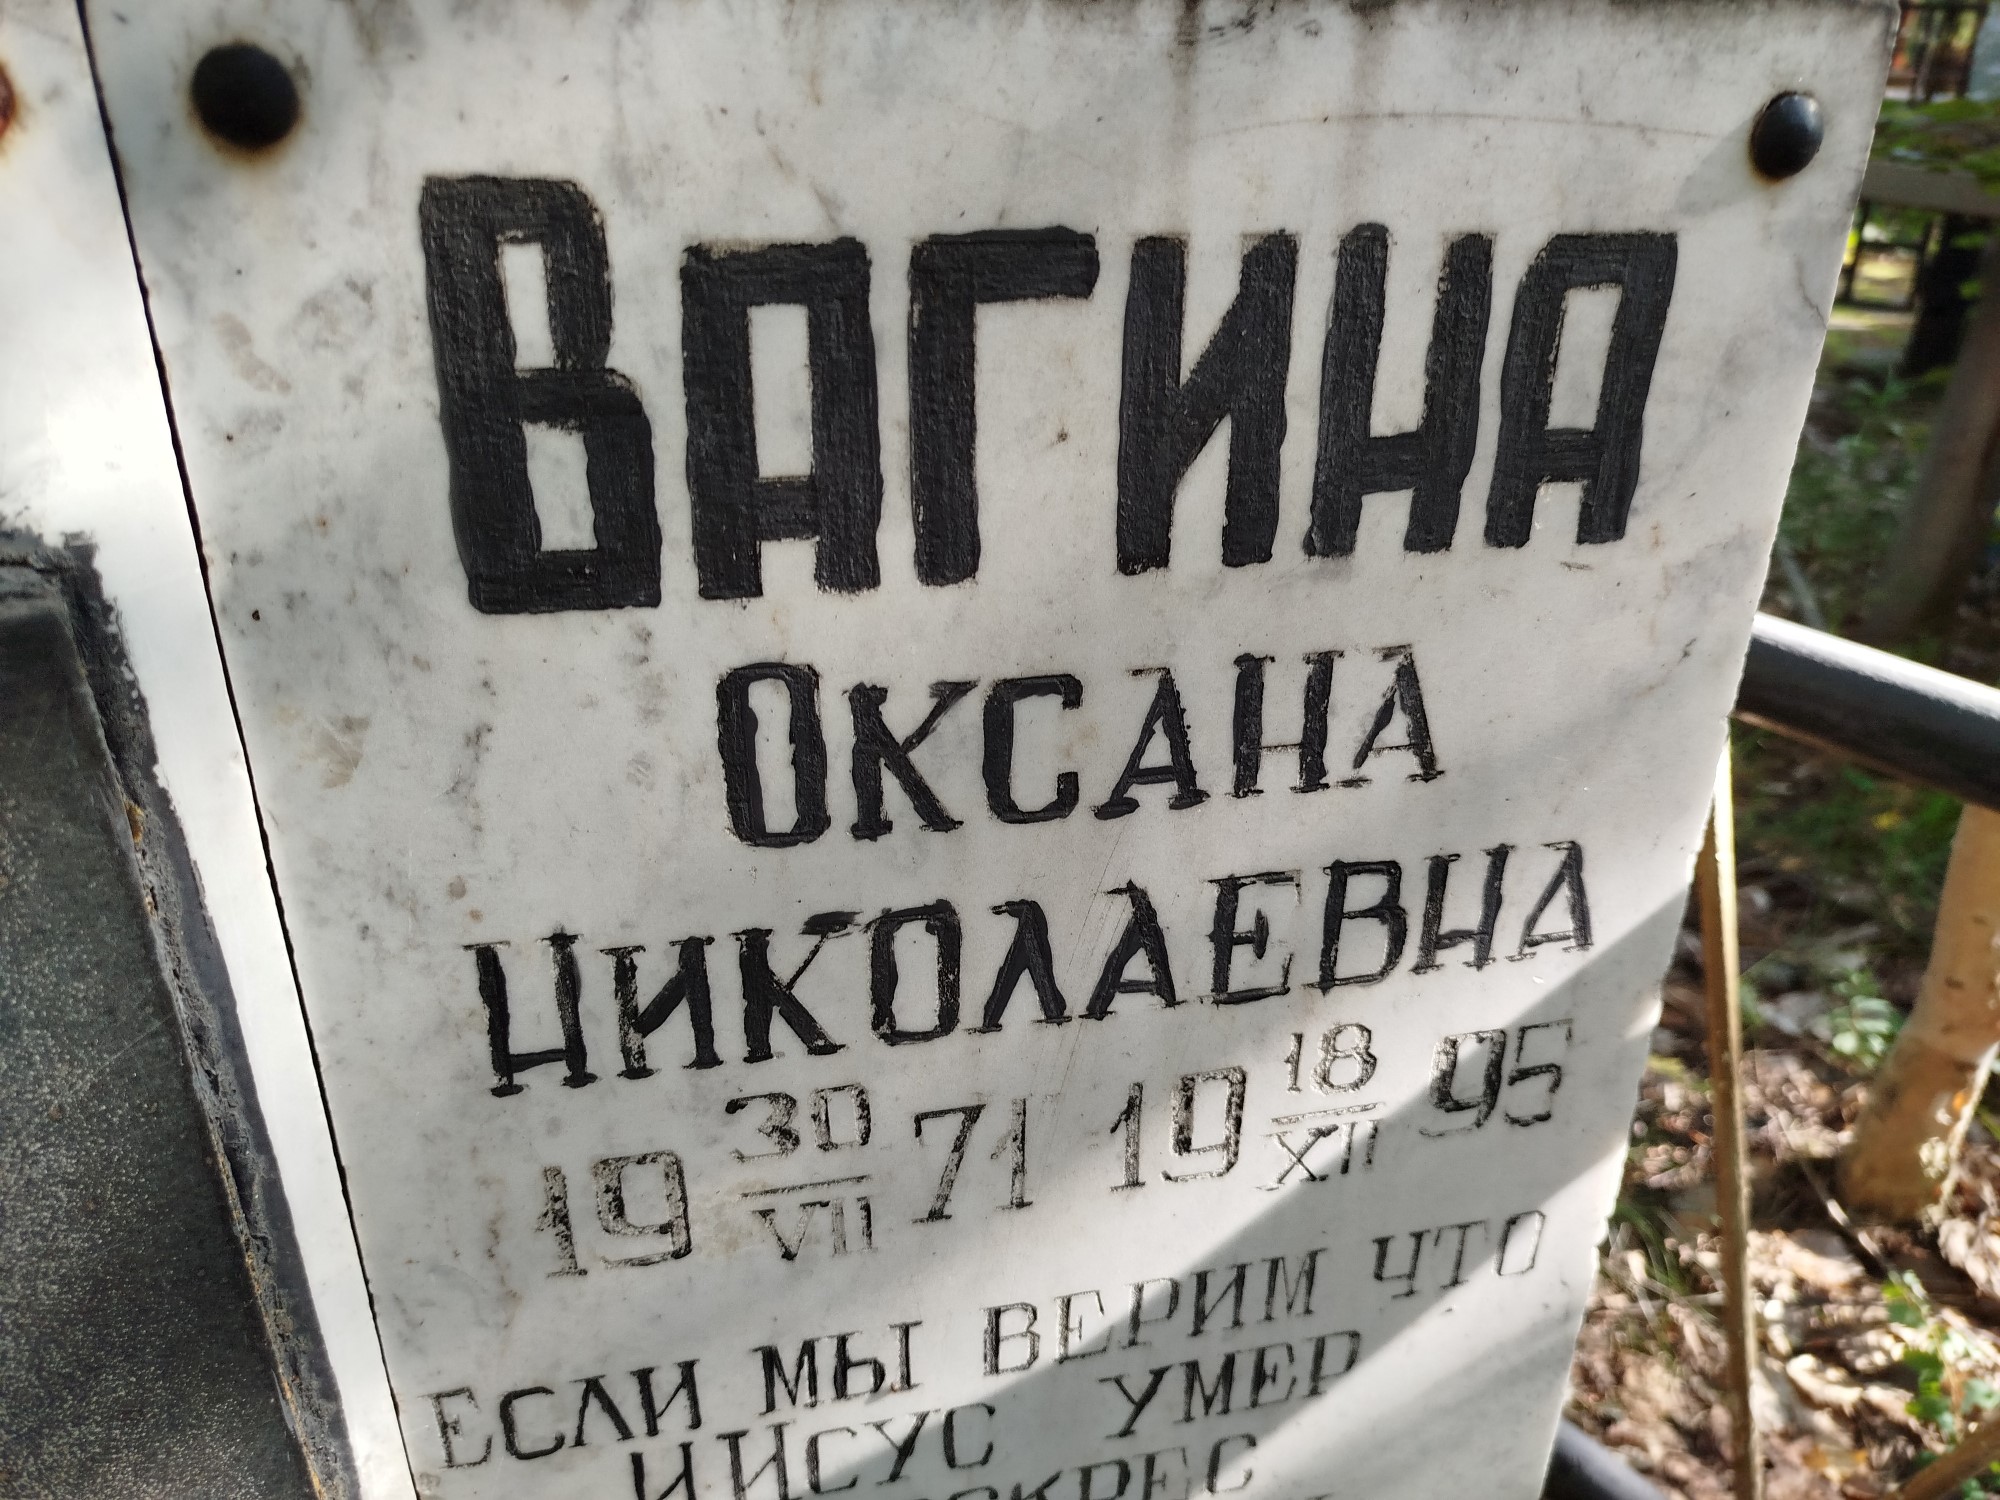 ВАГИНА
ОКСАНА
НИКОЛАЕВНА
19 30/VII 71 19 18/XII 95
ЕСЛИ МЫ ВЕРИМ ЧТО
ИИСУС УМЕР